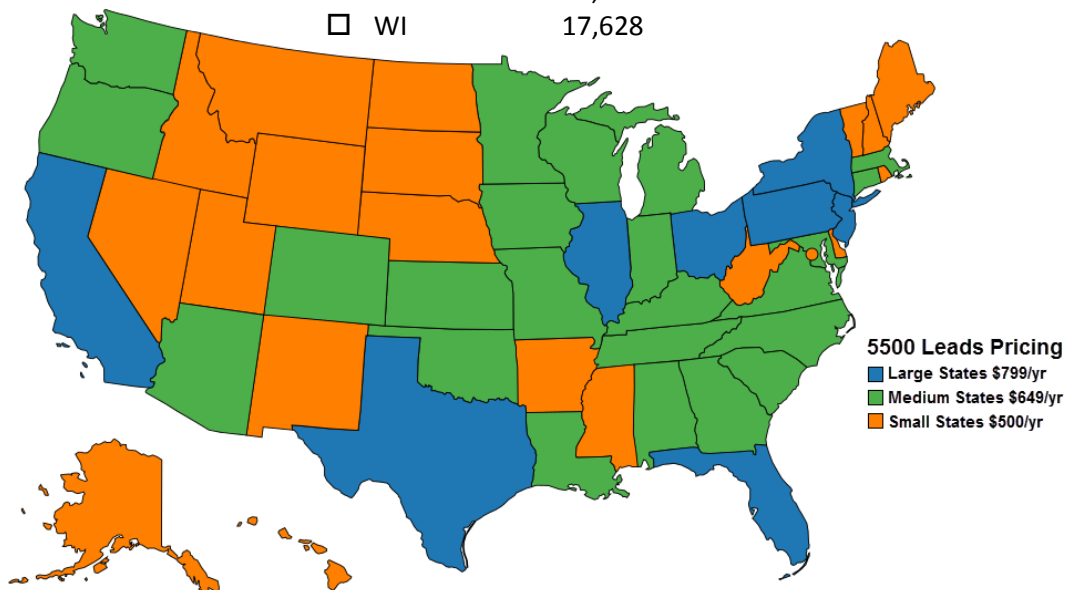 WI 17,628
5500 Leads Pricing
Large States $799/yr
Medium States $649/yr
Small States $500/yr